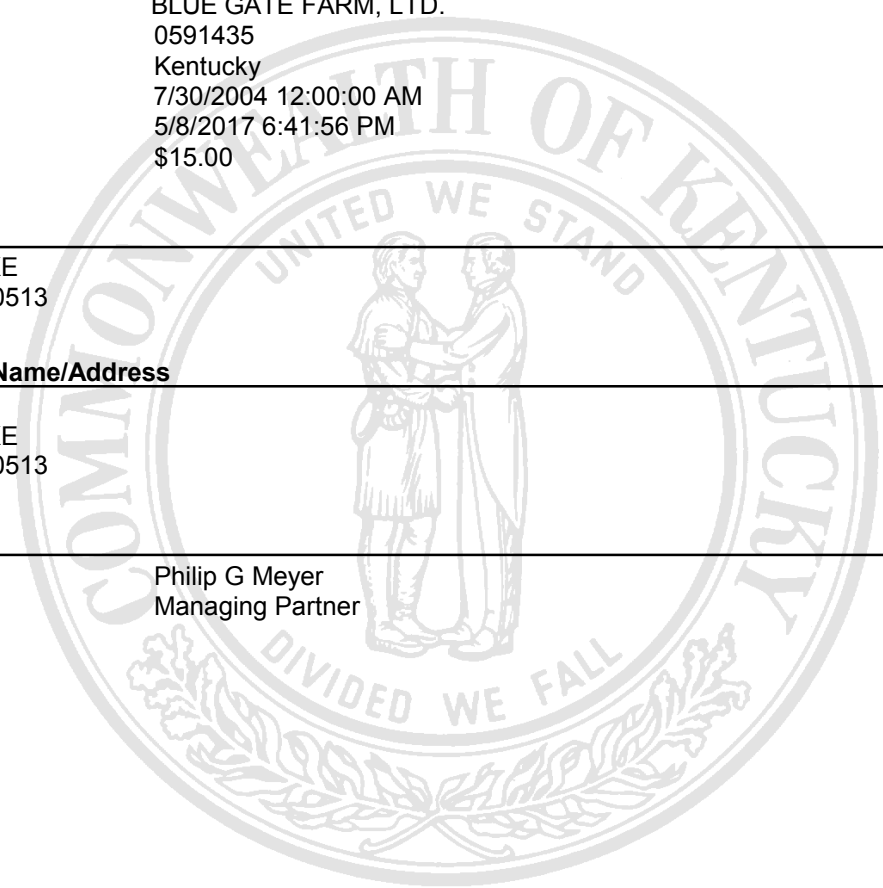 BLUE GATE FARM, LTD.
0591435
Kentucky
7/30/2004 12:00:00 AM
5/8/2017 6:41:56 PM
$15.00
E
0513
Name/Address
E
0513
Philip G Meyer
Managing Partner
COMMONWEALTH OF KENTUCKY
UNITED WE STAND
DIVIDED WE FALL